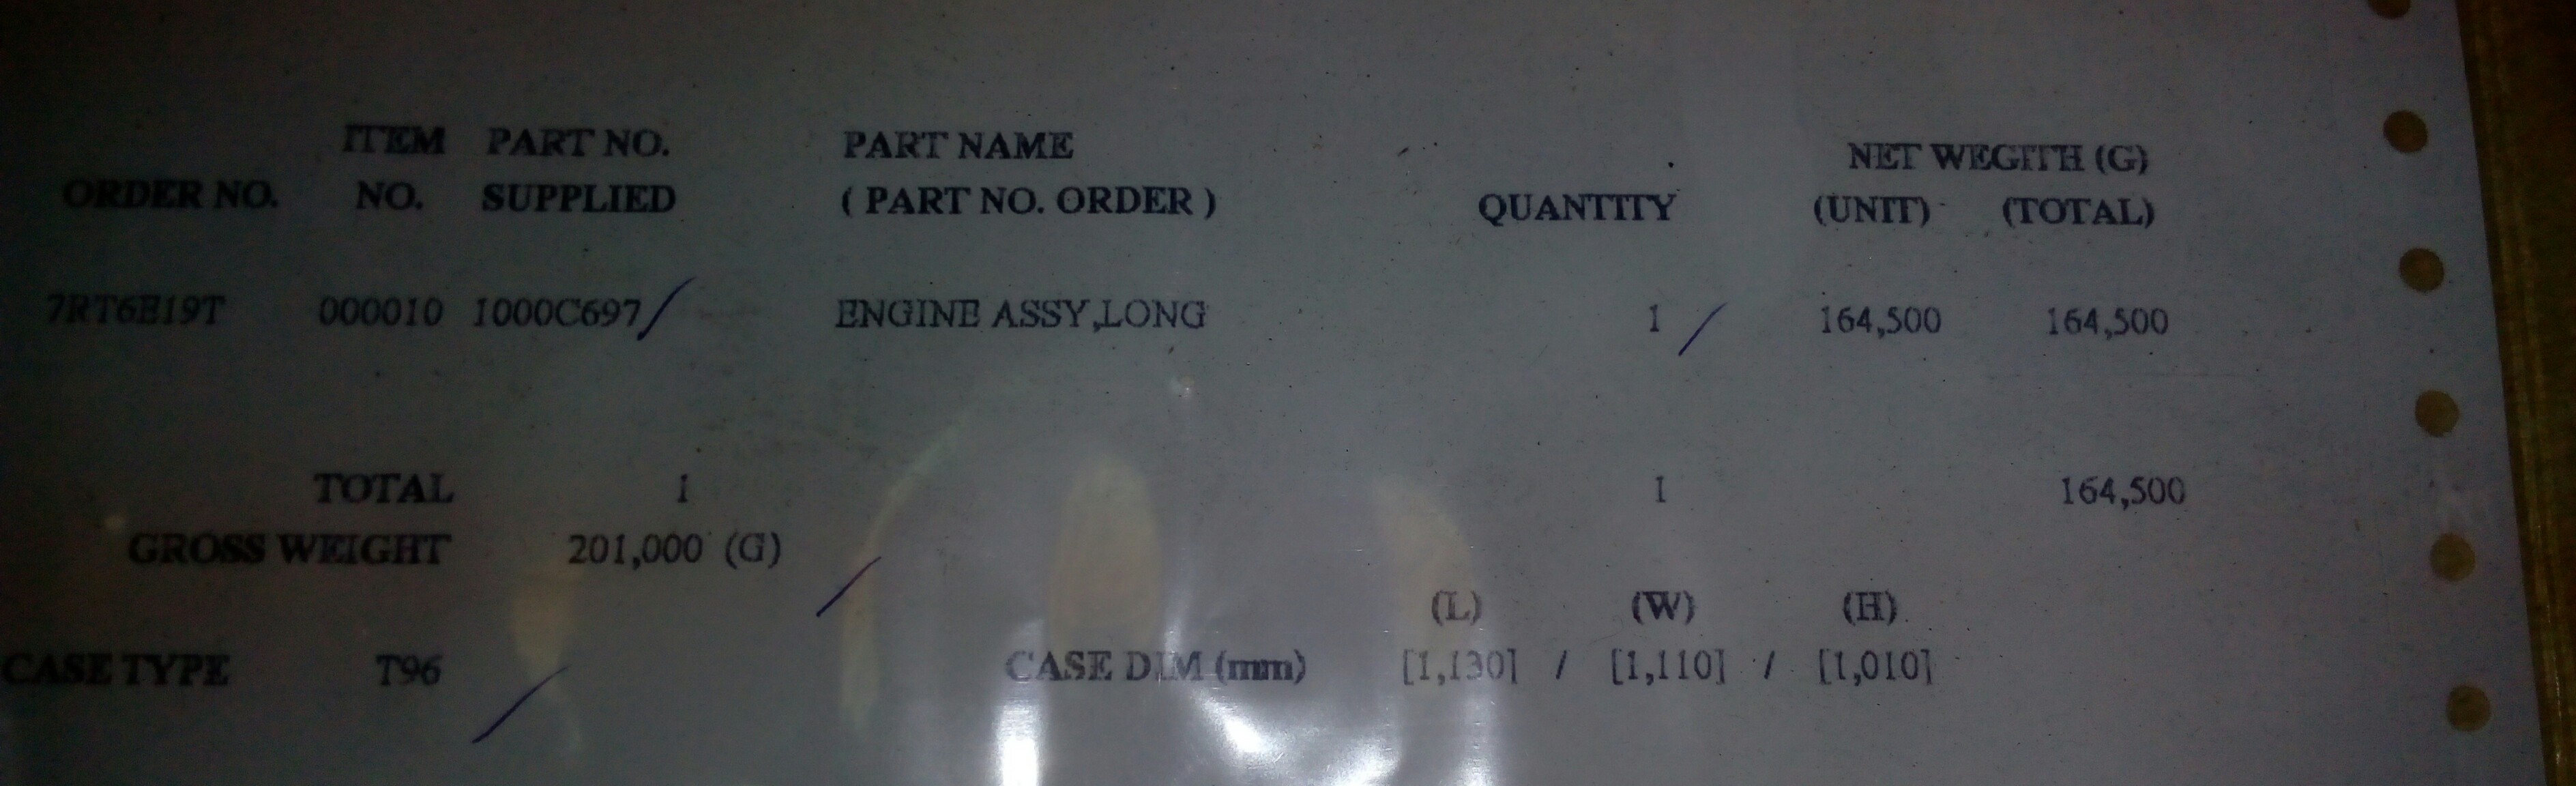 ITEM PART NO. PART NAME NET WEGITH (G)
ORDER NO. NO. SUPPLIED ( PART NO. ORDER ) QUANTITY (UNIT) (TOTAL)
7RT6E19T 000010 1000C697 ENGINE ASSY,LONG 1 164,500 164,500
TOTAL 1 1 164,500
GROSS WEIGHT 201,000 (G)
(L) (W) (H)
CASE TYPE T96 CASE DIM (mm) [1,130] / [1,110] / [1,010]